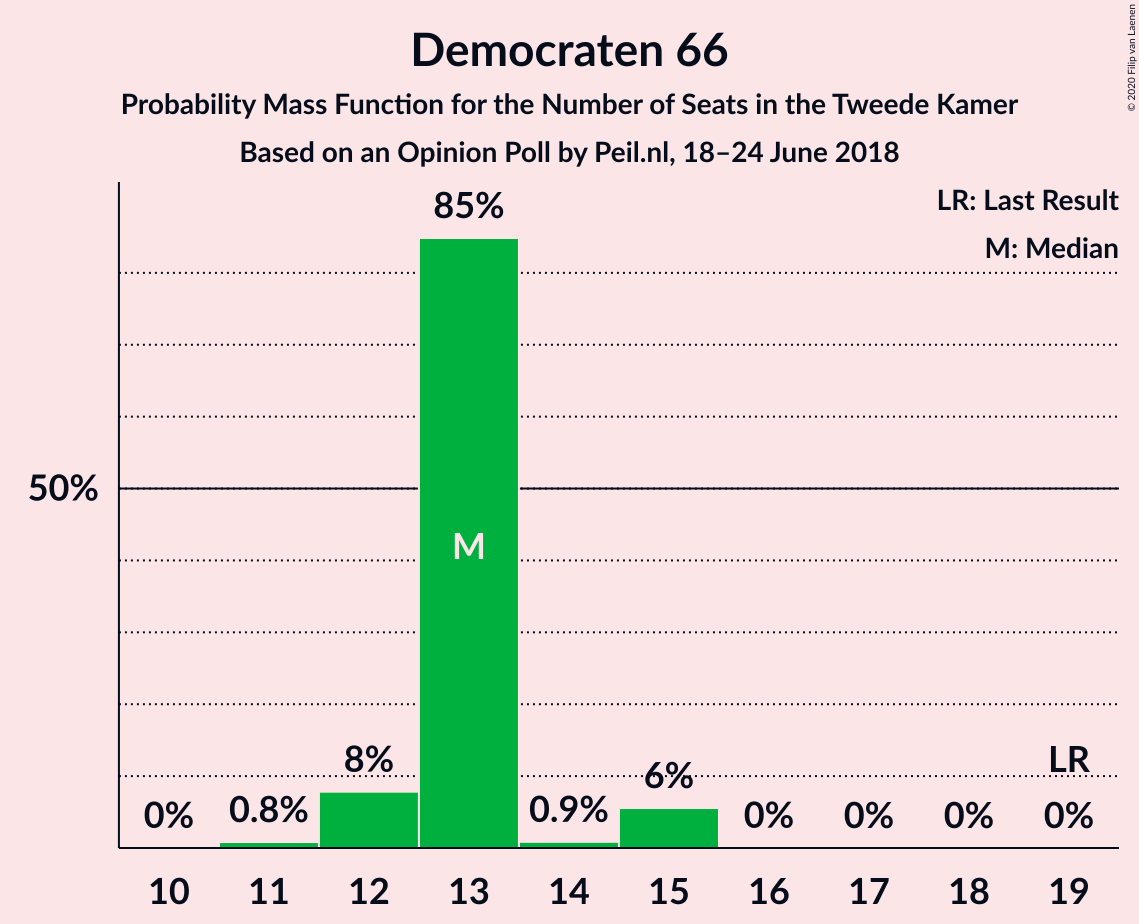 Democraten 66
Probability Mass Function for the Number of Seats in the Tweede Kamer
Based on an Opinion Poll by Peil.nl, 18–24 June 2018
© 2020 Filip van Laenen
LR: Last Result
M: Median
85%
50%
M
8%
6%
LR
0%
0.8%
0.9%
0%
0%
0%
0%
10 11 12 13 14 15 16 17 18 19